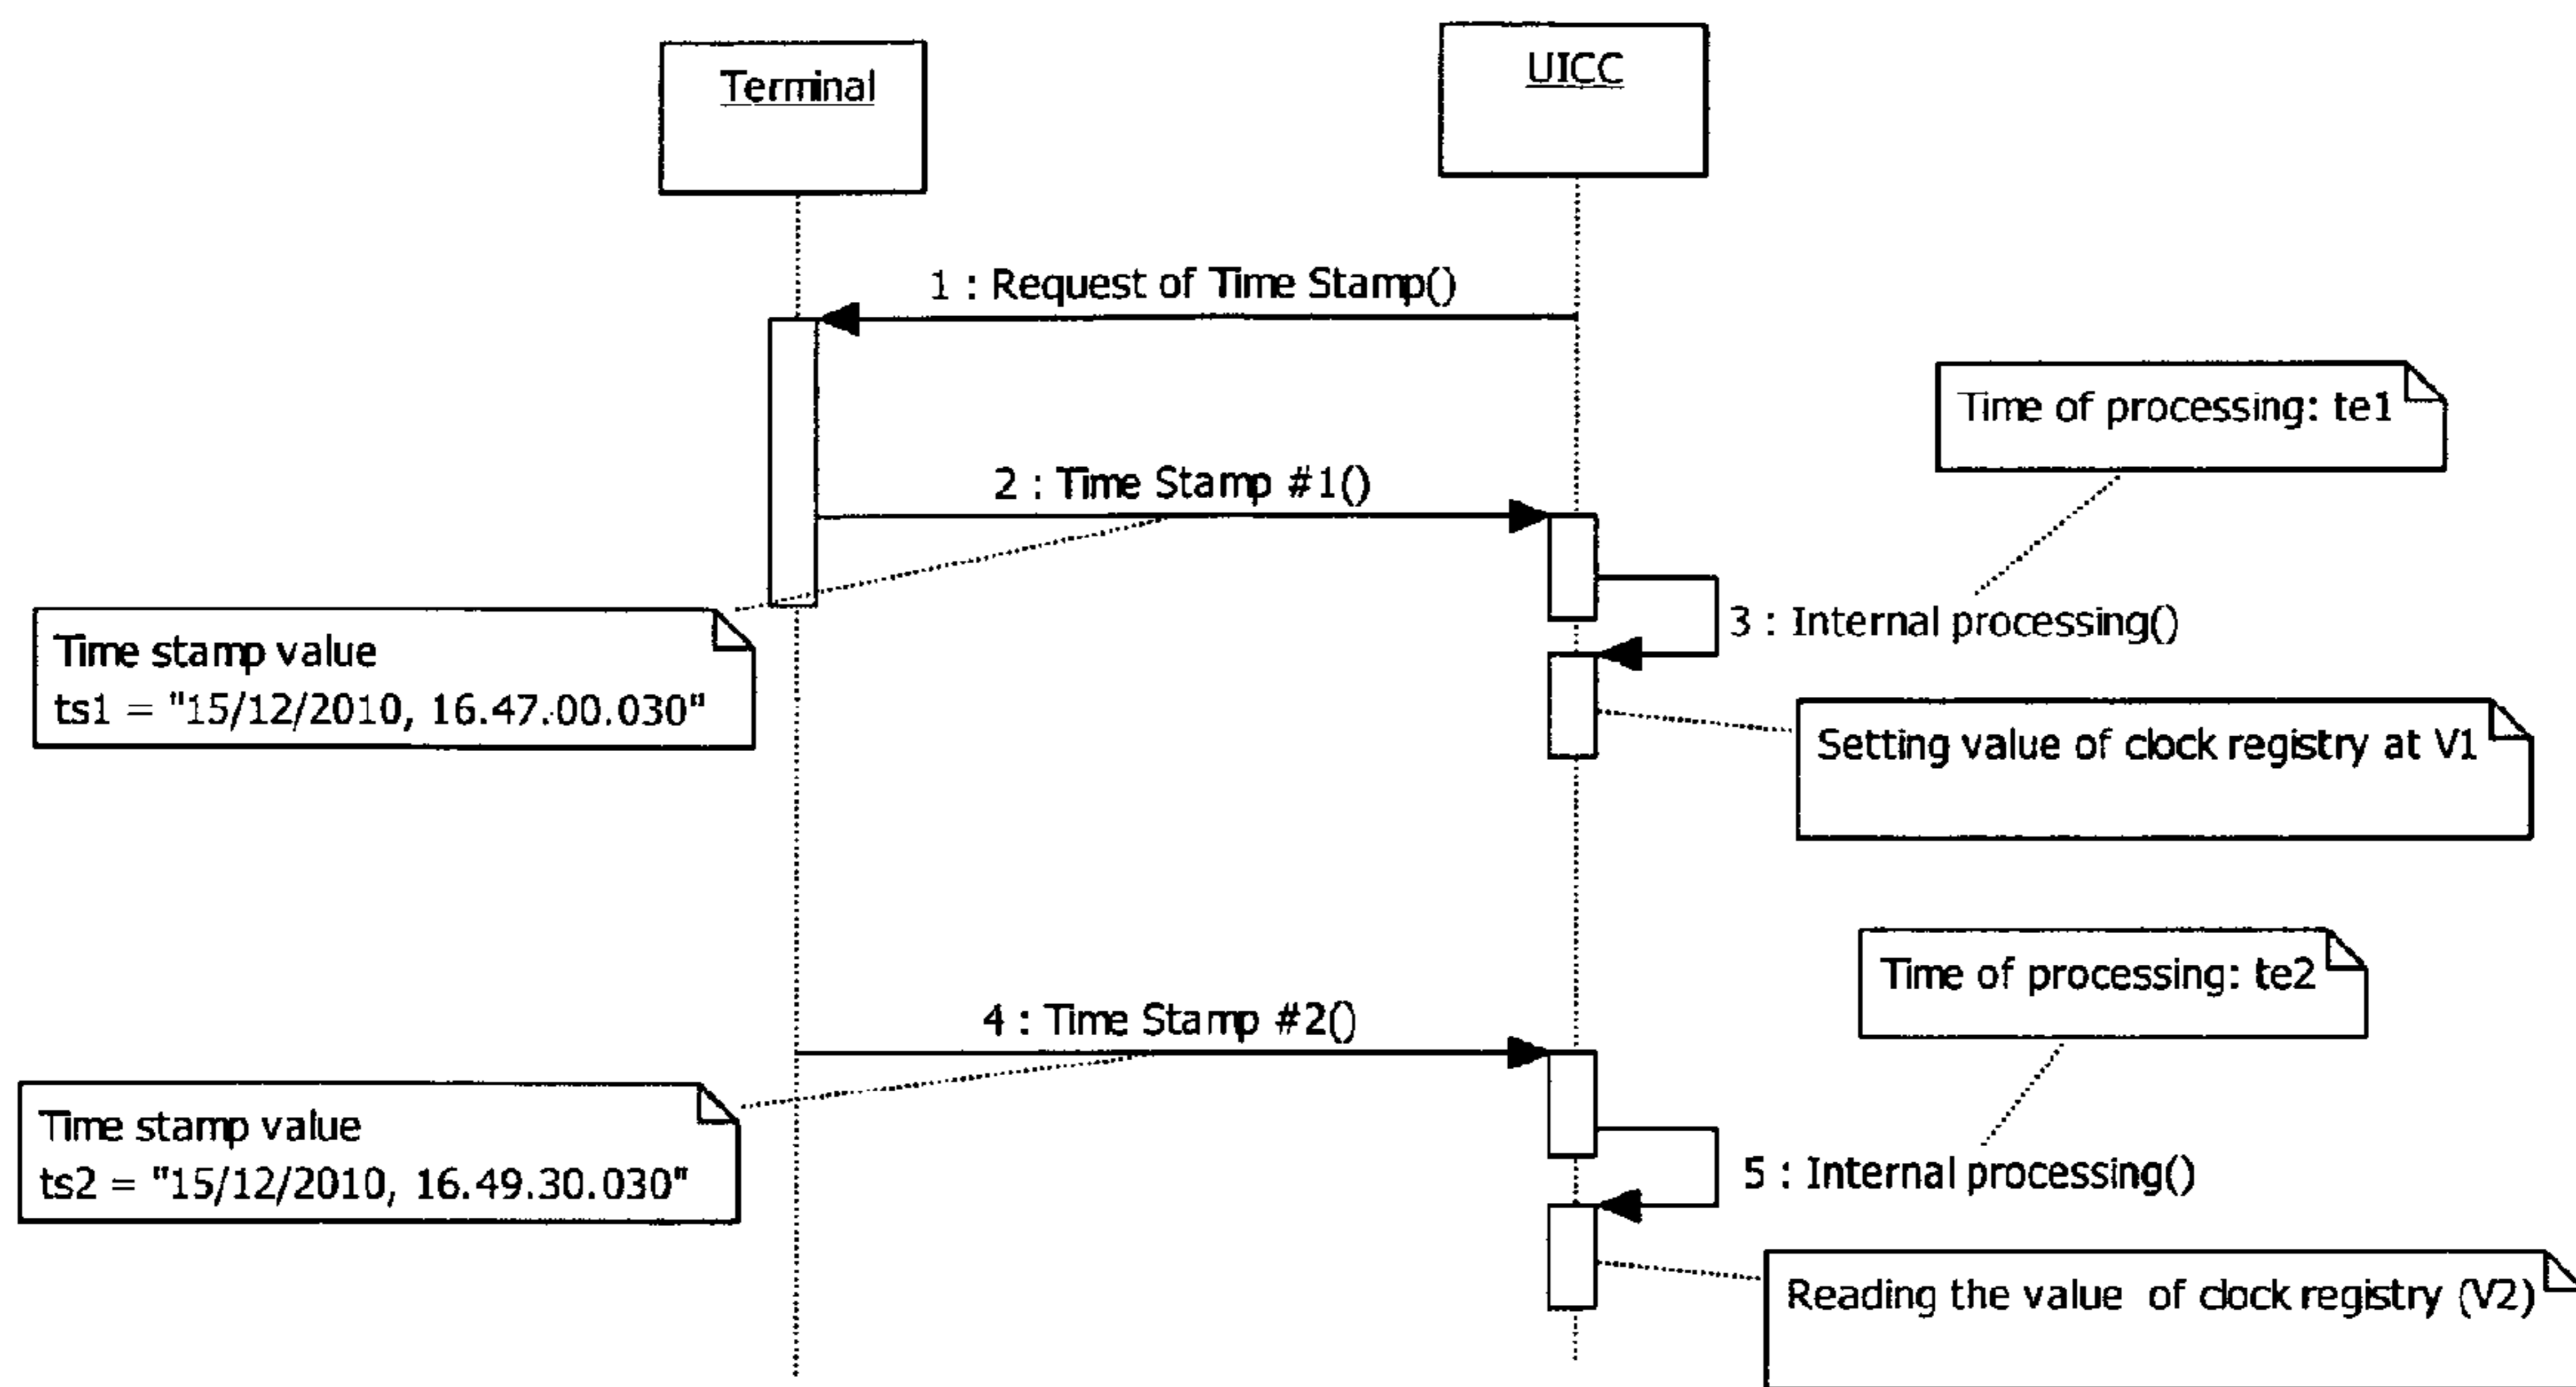 Terminal
UICC
1 : Request of Time Stamp()
Time of processing: te1
2 : Time Stamp #1()
3 : Internal processing()
Time stamp value
ts1 = "15/12/2010, 16.47.00.030"
Setting value of clock registry at V1
Time of processing: te2
4 : Time Stamp #2()
Time stamp value
ts2 = "15/12/2010, 16.49.30.030"
5 : Internal processing()
Reading the value of clock registry (V2)